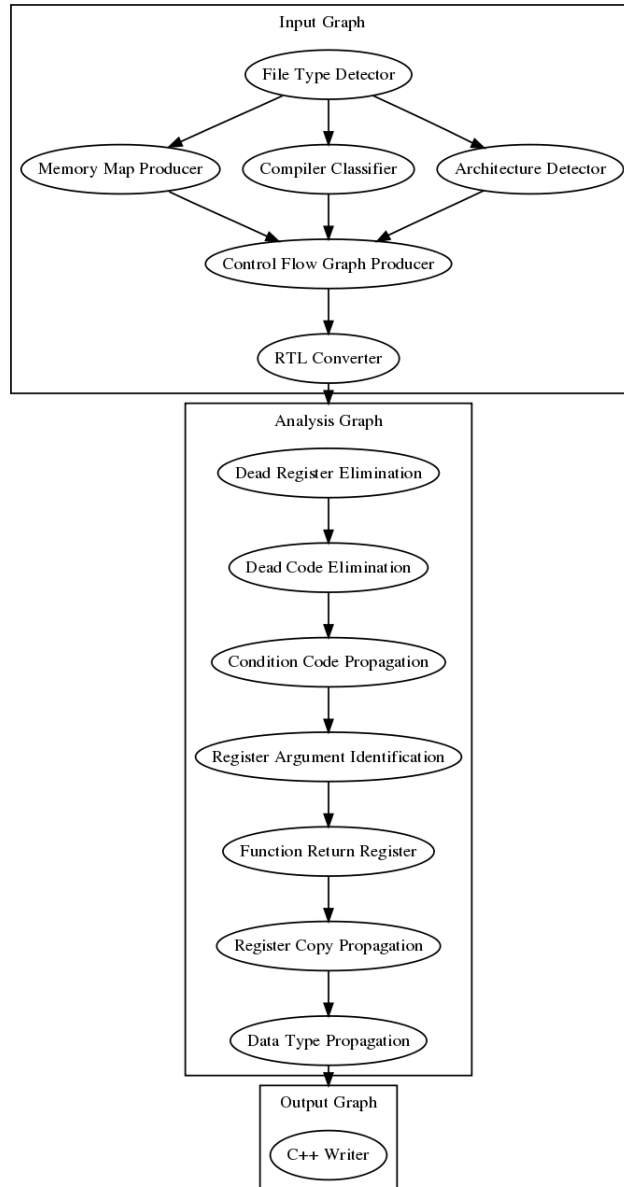 Input Graph
File Type Detector
Memory Map Producer
Compiler Classifier
Architecture Detector
Control Flow Graph Producer
RTL Converter
Analysis Graph
Dead Register Elimination
Dead Code Elimination
Condition Code Propagation
Register Argument Identification
Function Return Register
Register Copy Propagation
Data Type Propagation
Output Graph
C++ Writer